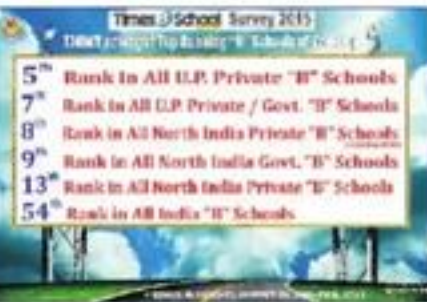 Times B School Survey 2015
5th Rank in All U.P. Private "B" Schools
7th Rank in All U.P. Private / Govt. "B" Schools
8th Rank in All North India Private "B" Schools
9th Rank in All North India Govt. "B" Schools
13th Rank in All North India Private "B" Schools
54th Rank in All India "B" Schools